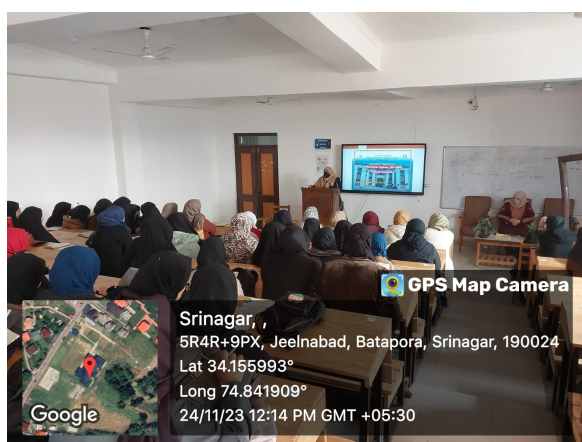 GPS Map Camera
Srinagar, ,
5R4R+9PX, Jeelnabad, Batapora, Srinagar, 190024
Lat 34.155993°
Long 74.841909°
24/11/23 12:14 PM GMT +05:30
Google